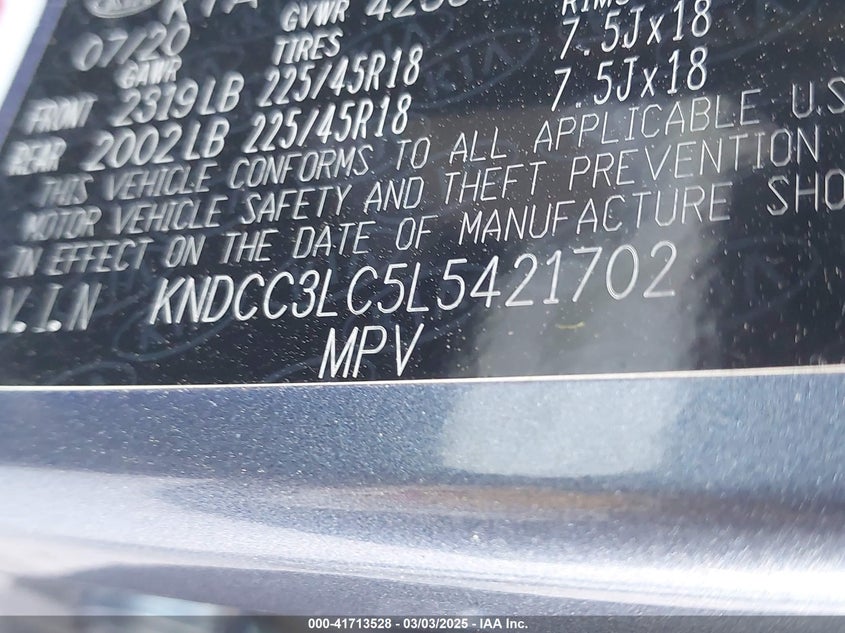 KIA
07/20 GVWR
GAWR TIRES RIMS
FRONT 2319LB 225/45R18 7.5Jx18
REAR 2002LB 225/45R18 7.5Jx18
THIS VEHICLE CONFORMS TO ALL APPLICABLE U.S
MOTOR VEHICLE SAFETY AND THEFT PREVENTION
IN EFFECT ON THE DATE OF MANUFACTURE SHO
V.I.N KNDCC3LC5L5421702
MPV
000-41713528 - 03/03/2025 - IAA Inc.